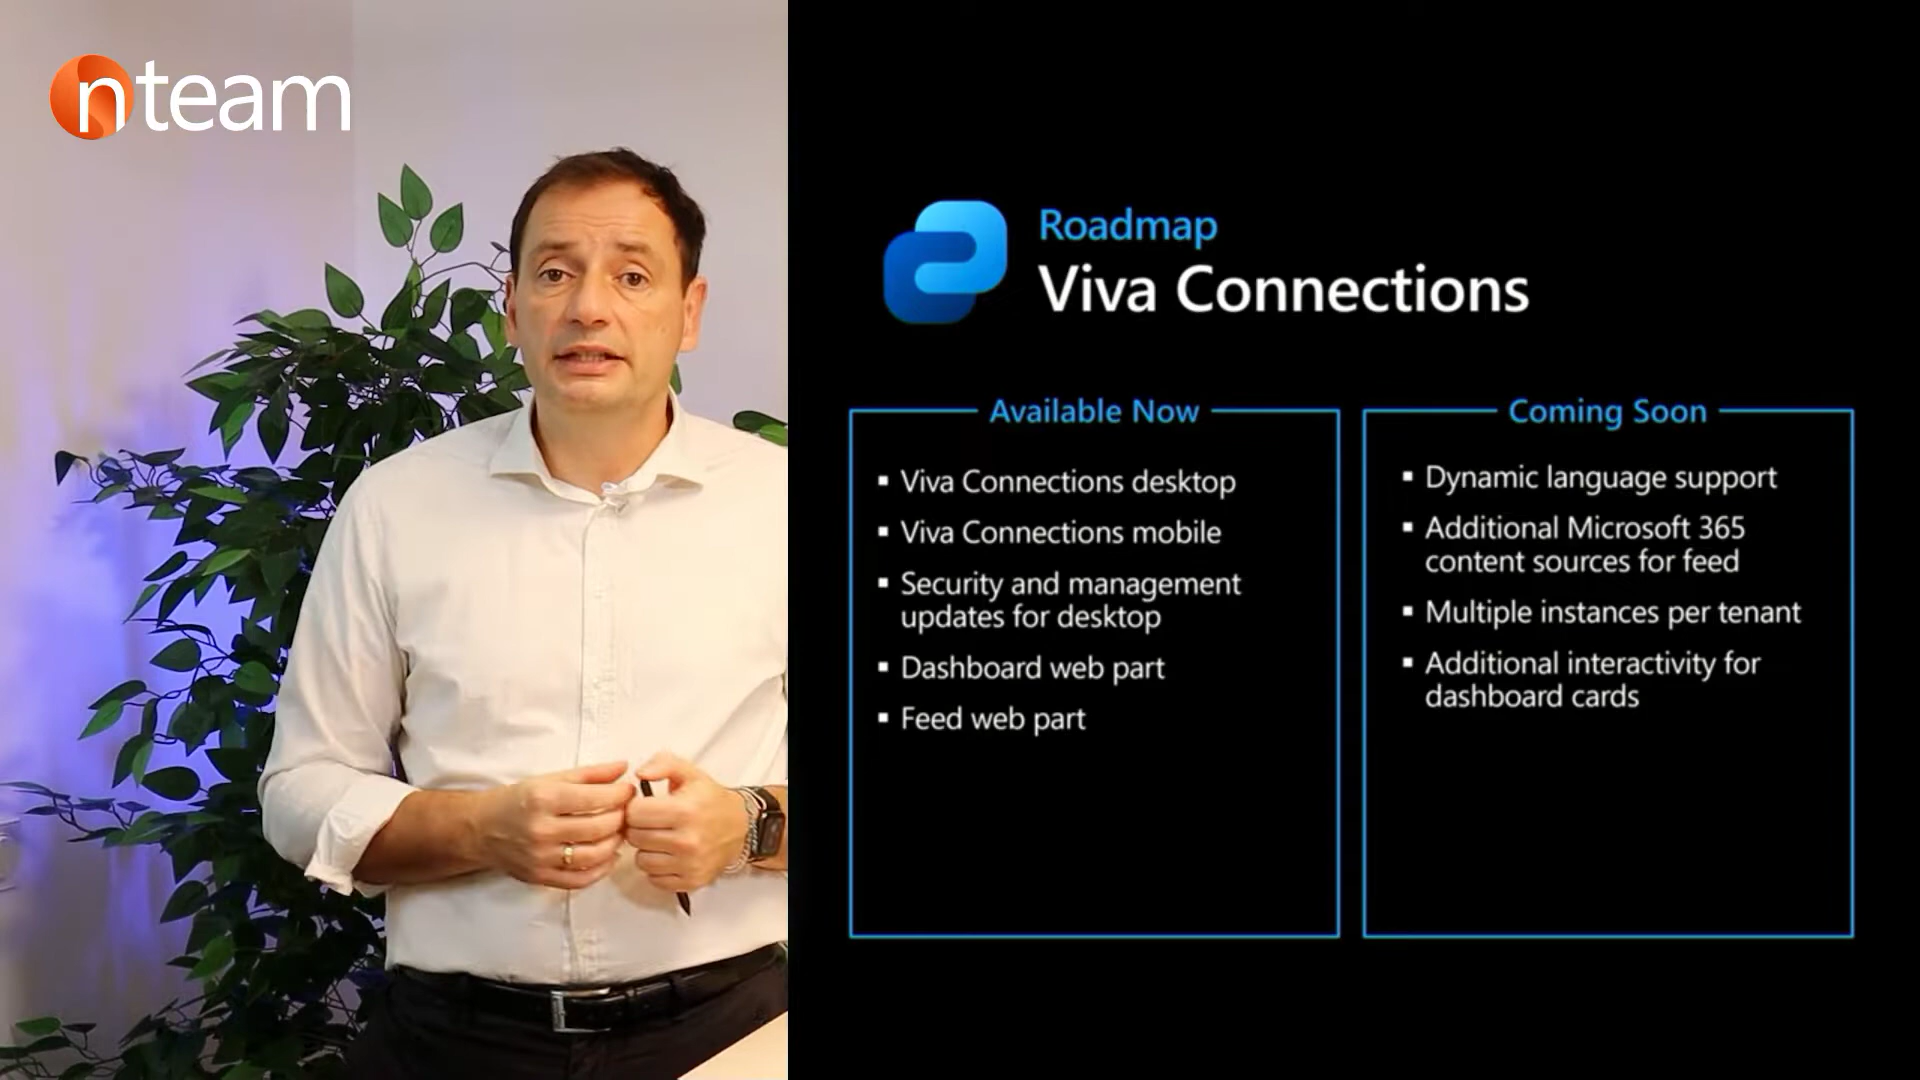 nteam
Roadmap
Viva Connections
Available Now
▪ Viva Connections desktop
▪ Viva Connections mobile
▪ Security and management
updates for desktop
▪ Dashboard web part
▪ Feed web part
Coming Soon
▪ Dynamic language support
▪ Additional Microsoft 365
content sources for feed
▪ Multiple instances per tenant
▪ Additional interactivity for
dashboard cards